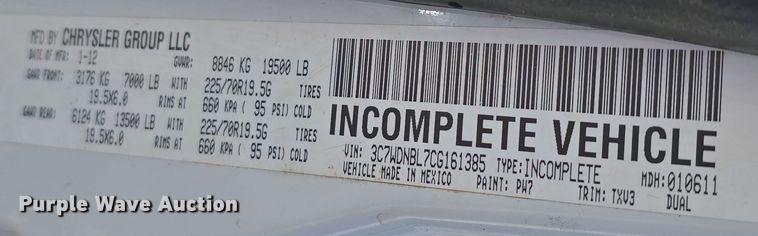 MFD BY CHRYSLER GROUP LLC
DATE OF MFR: 1-12 GVWR: 8846 KG 19500 LB
GAWR FRONT: 3176 KG 7000 LB WITH 225/70R19.5G TIRES
19.5X6.0 RIMS AT 660 KPA ( 95 PSI) COLD
GAWR REAR: 6124 KG 13500 LB WITH 225/70R19.5G TIRES
19.5X6.0 RIMS AT 660 KPA ( 95 PSI) COLD
INCOMPLETE VEHICLE
VIN: 3C7WDNBL7CG161385 TYPE: INCOMPLETE MDH: 010611
VEHICLE MADE IN MEXICO PAINT: PW7 TRIM: TXV3 DUAL
Purple Wave Auction